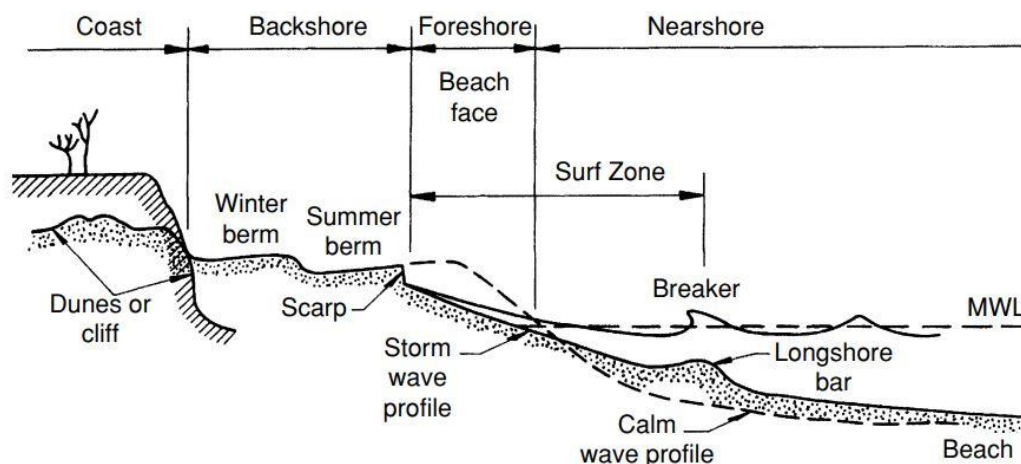 Coast
Backshore
Foreshore
Nearshore
Beach
face
Surf Zone
Winter
berm
Summer
berm
Breaker
MWL
Dunes or
cliff
Scarp
Storm
wave
profile
Longshore
bar
Calm
wave profile
Beach